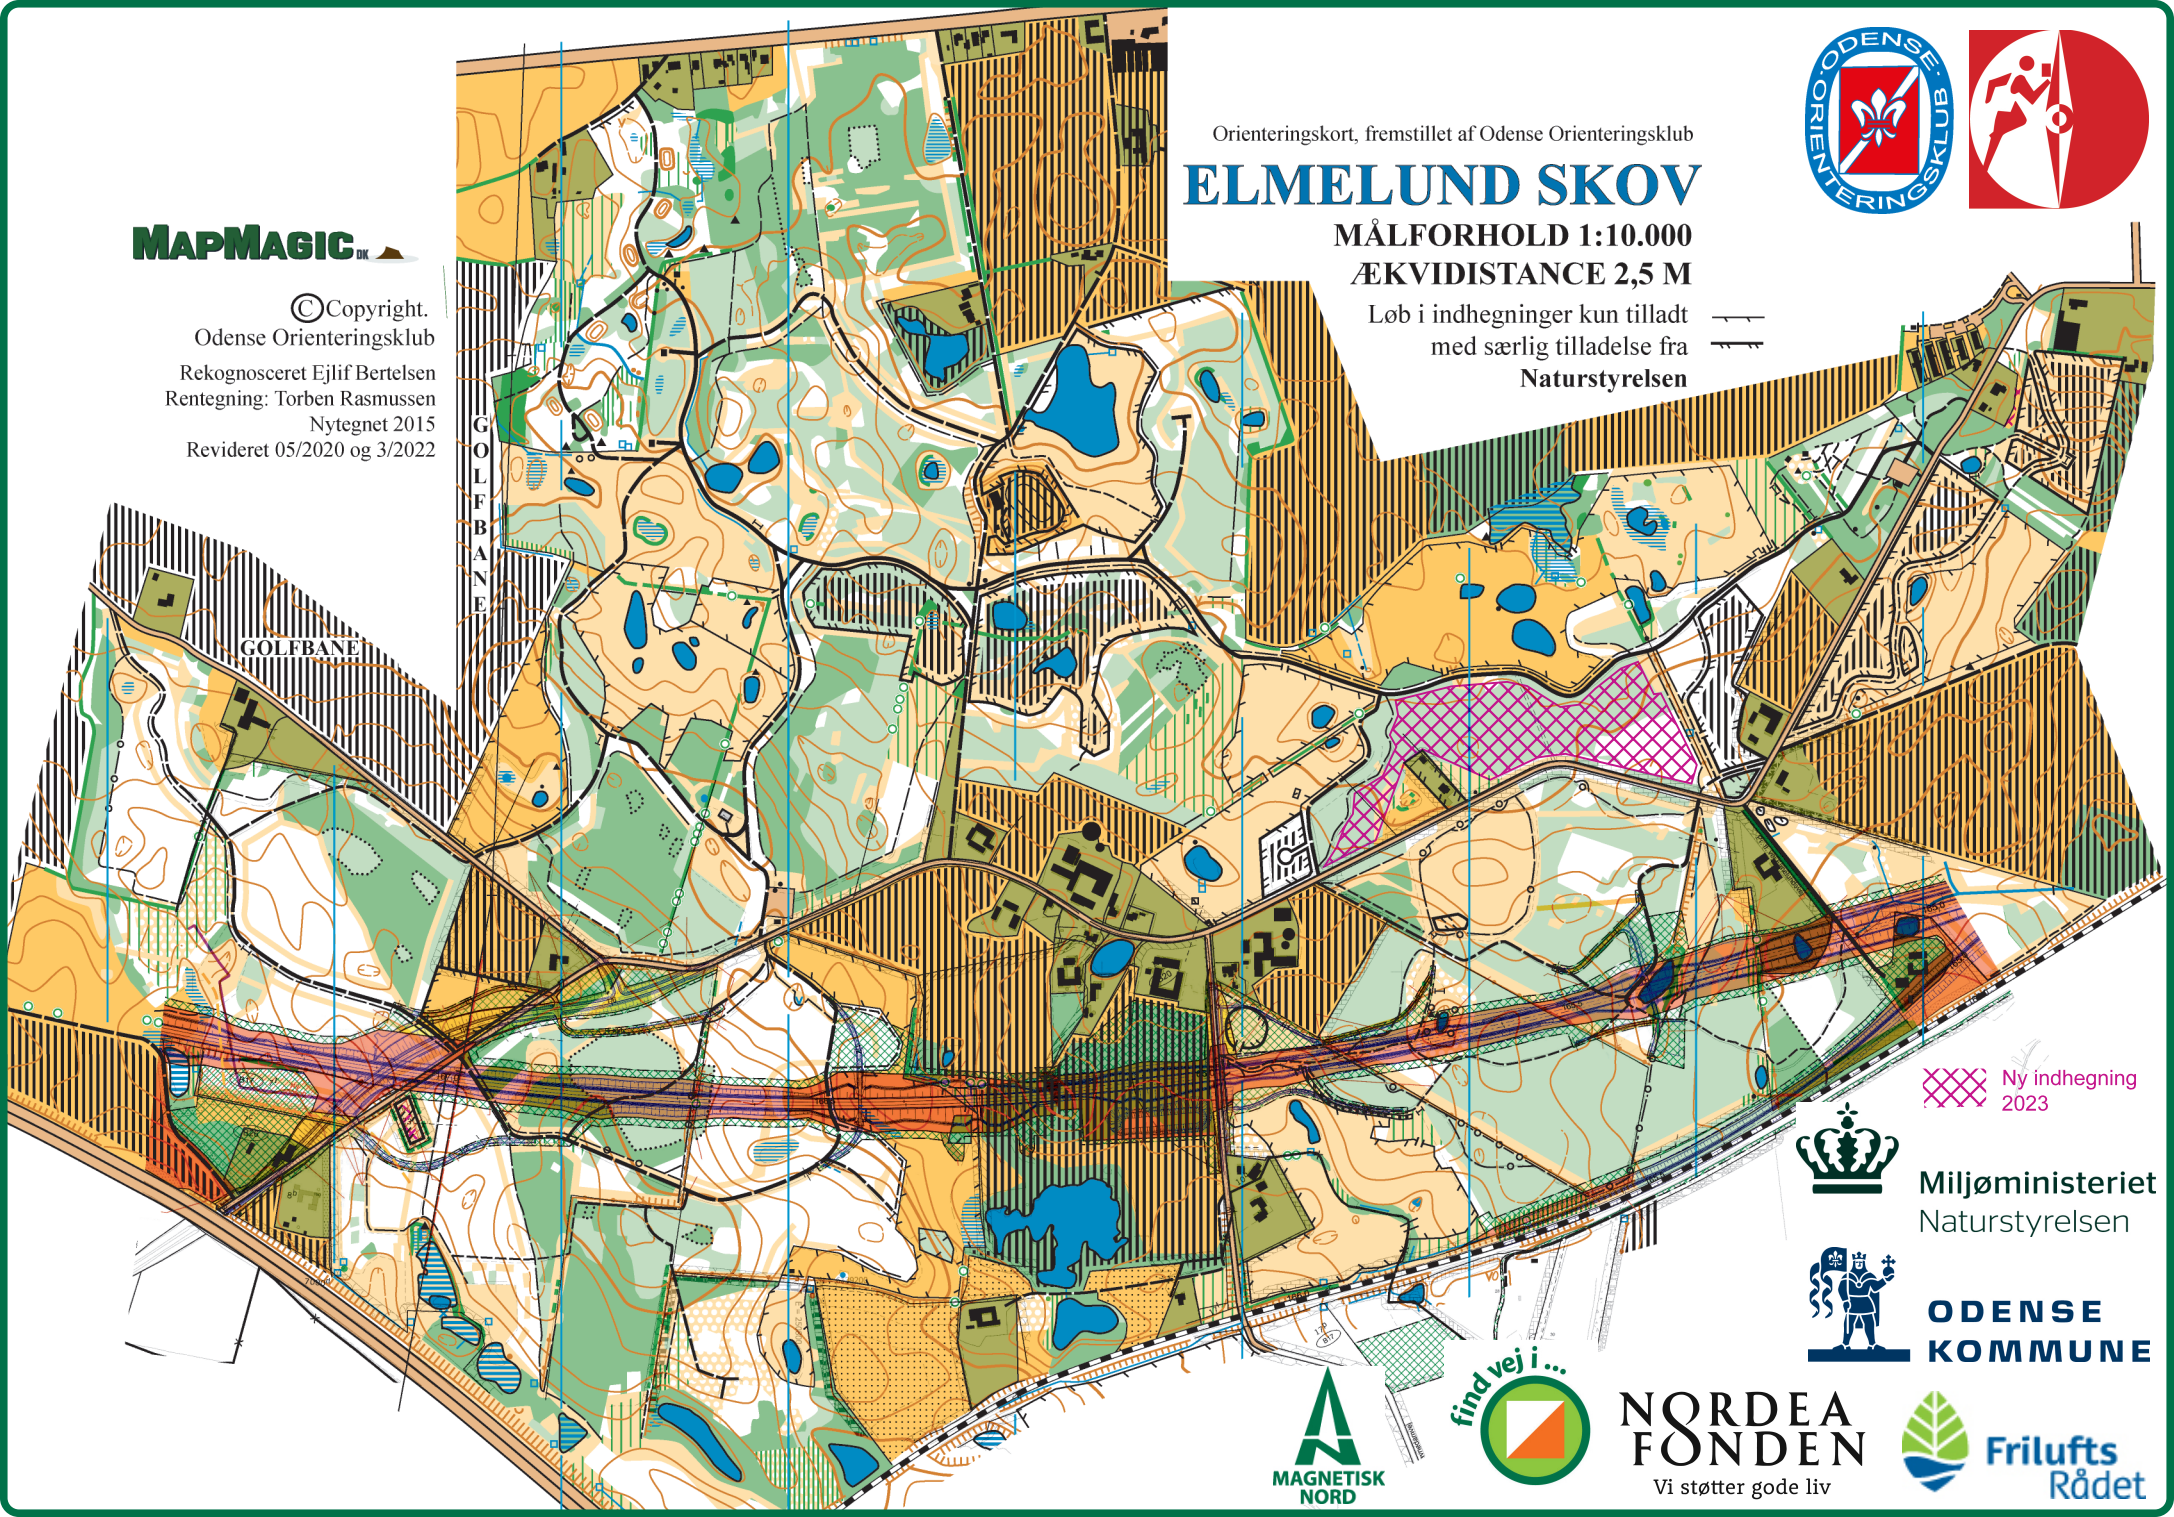 Orienteringskort, fremstillet af Odense Orienteringsklub
ELMELUND SKOV
MÅLFORHOLD 1:10.000
ÆKVIDISTANCE 2,5 M
Løb i indhegninger kun tilladt
med særlig tilladelse fra
Naturstyrelsen
ODENSE
ORIENTERINGSKLUB
MAPMAGIC.DK
© Copyright.
Odense Orienteringsklub
Rekognosceret Ejlif Bertelsen
Rentegning: Torben Rasmussen
Nytegnet 2015
Revideret 05/2020 og 3/2022
GOLFBANE
GOLFBANE
Ny indhegning
2023
Miljøministeriet
Naturstyrelsen
ODENSE
KOMMUNE
MAGNETISK
NORD
find vej i ...
NORDEA
FONDEN
Vi støtter gode liv
Frilufts
Rådet